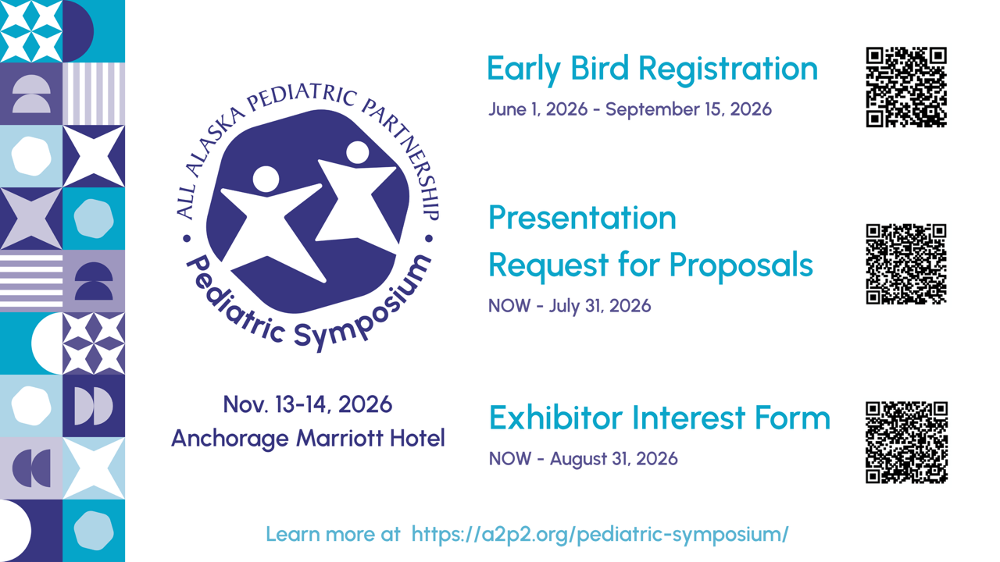 ALL ALASKA PEDIATRIC PARTNERSHIP
• Pediatric Symposium •
Nov. 13-14, 2026
Anchorage Marriott Hotel
Early Bird Registration
June 1, 2026 - September 15, 2026
Presentation
Request for Proposals
NOW - July 31, 2026
Exhibitor Interest Form
NOW - August 31, 2026
Learn more at https://a2p2.org/pediatric-symposium/